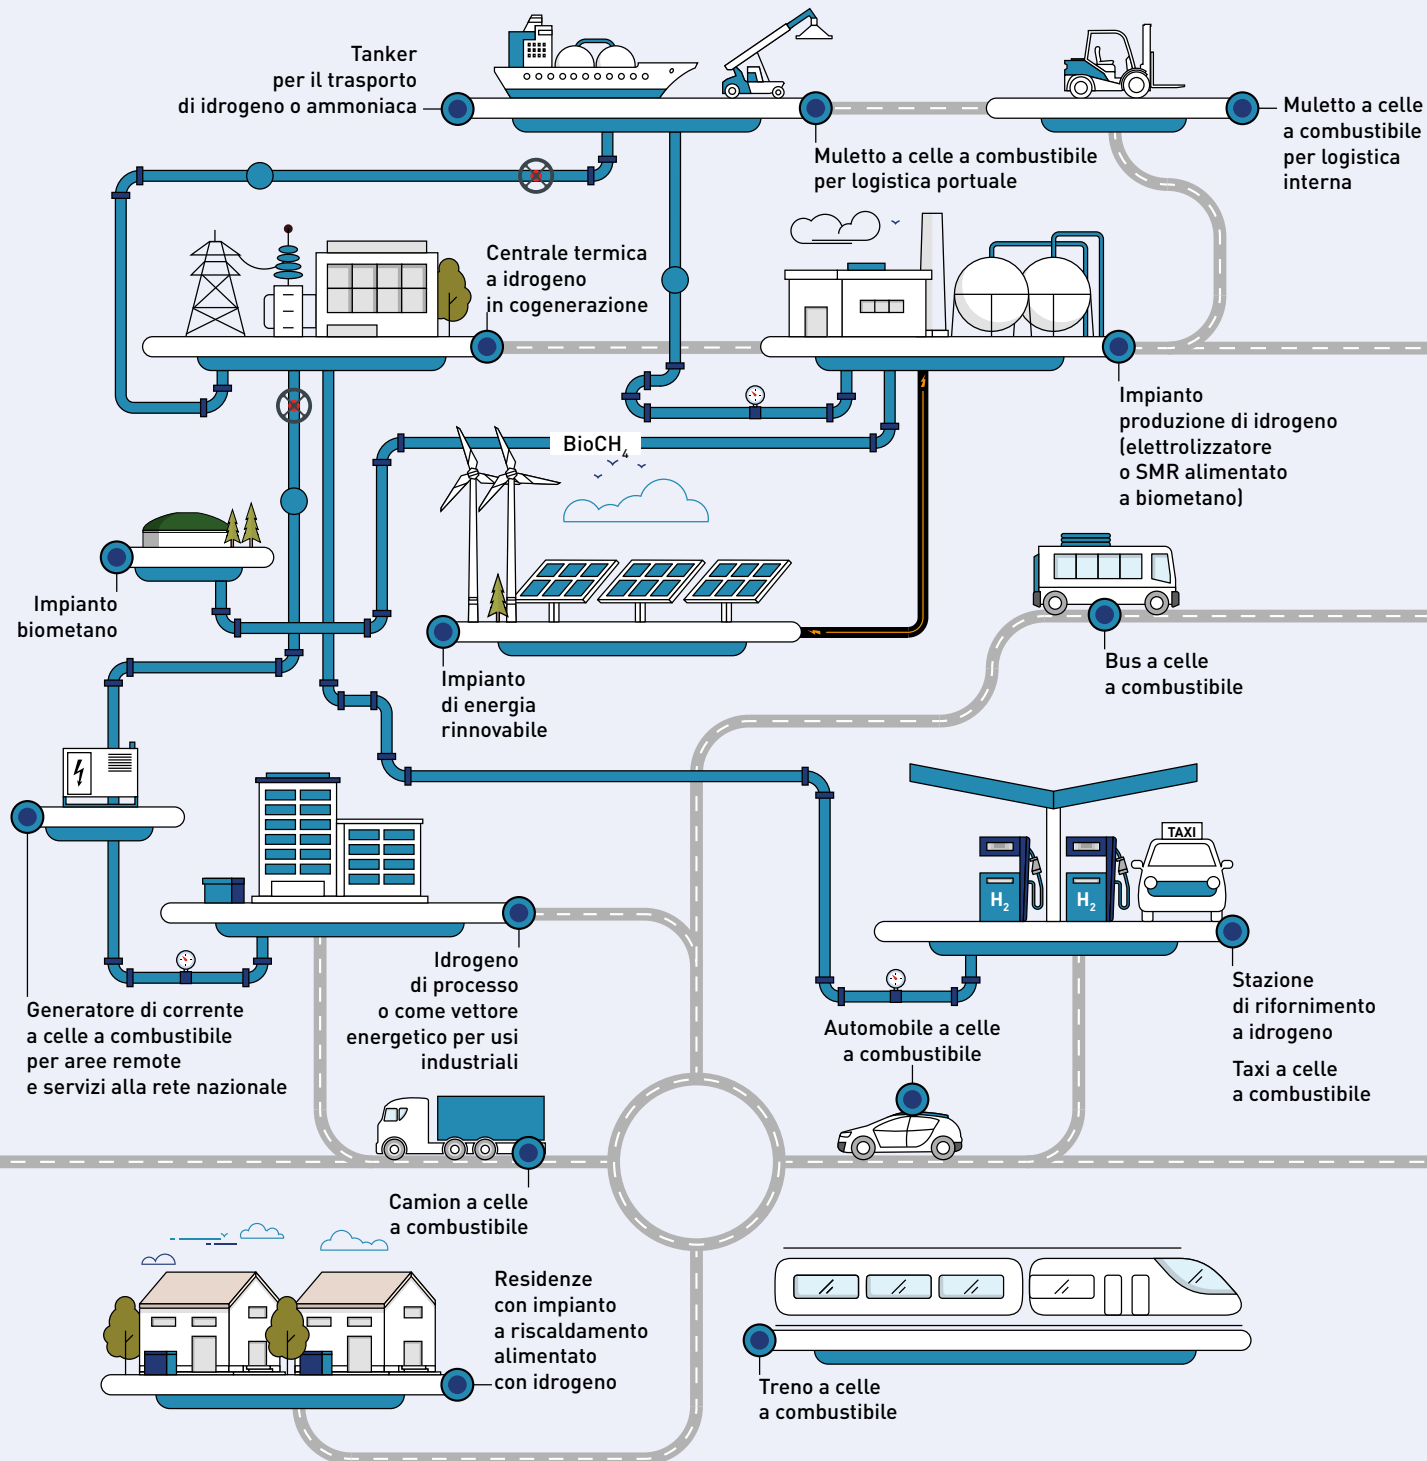 Tanker
per il trasporto
di idrogeno o ammoniaca
Muletto a celle a combustibile
per logistica portuale
Muletto a celle
a combustibile
per logistica
interna
Centrale termica
a idrogeno
in cogenerazione
Impianto
produzione di idrogeno
(elettrolizzatore
o SMR alimentato
a biometano)
BioCH₄
Impianto
biometano
Impianto
di energia
rinnovabile
Bus a celle
a combustibile
TAXI
H₂
H₂
Generatore di corrente
a celle a combustibile
per aree remote
e servizi alla rete nazionale
Idrogeno
di processo
o come vettore
energetico per usi
industriali
Automobile a celle
a combustibile
Stazione
di rifornimento
a idrogeno
Taxi a celle
a combustibile
Camion a celle
a combustibile
Residenze
con impianto
a riscaldamento
alimentato
con idrogeno
Treno a celle
a combustibile